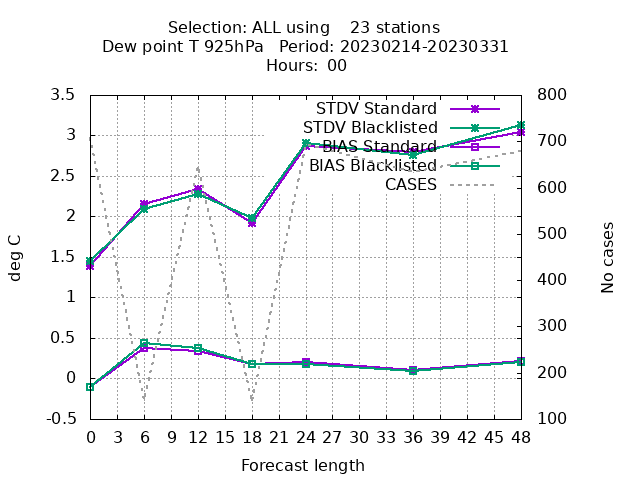 Selection: ALL using    23 stations
Dew point T 925hPa   Period: 20230214-20230331
Hours: 00
3.5
3
2.5
2
1.5
1
0.5
0
-0.5
deg C
STDV Standard
STDV Blacklisted
BIAS Standard
BIAS Blacklisted
CASES
800
700
600
500
400
300
200
100
No cases
0 3 6 9 12 15 18 21 24 27 30 33 36 39 42 45 48
Forecast length